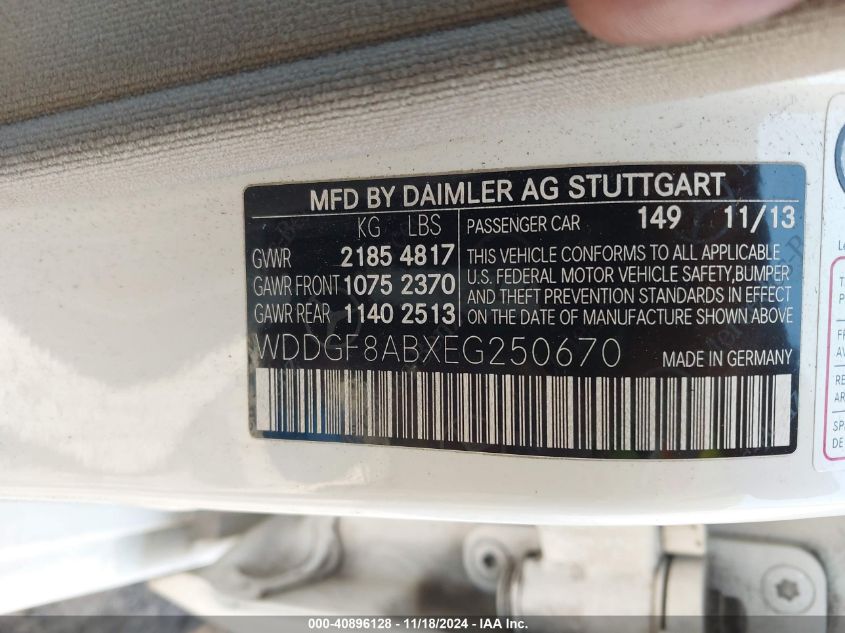 MFD BY DAIMLER AG STUTTGART
KG LBS
GVWR 2185 4817
GAWR FRONT 1075 2370
GAWR REAR 1140 2513
PASSENGER CAR 149 11/13
THIS VEHICLE CONFORMS TO ALL APPLICABLE
U.S. FEDERAL MOTOR VEHICLE SAFETY,BUMPER
AND THEFT PREVENTION STANDARDS IN EFFECT
ON THE DATE OF MANUFACTURE SHOWN ABOVE
WDDGF8ABXEG250670 MADE IN GERMANY
000-40896128 - 11/18/2024 - IAAI.com